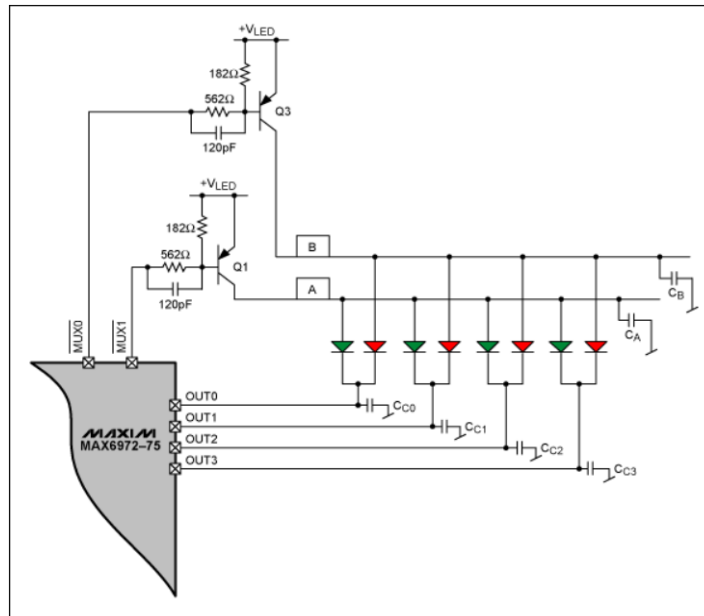 +VLED
182Ω
562Ω
Q3
120pF
+VLED
182Ω
562Ω
Q1
120pF
B
A
CB
CA
MUX0
MUX1
OUT0
CC0
OUT1
CC1
MAXIM
MAX6972–75
OUT2
CC2
OUT3
CC3